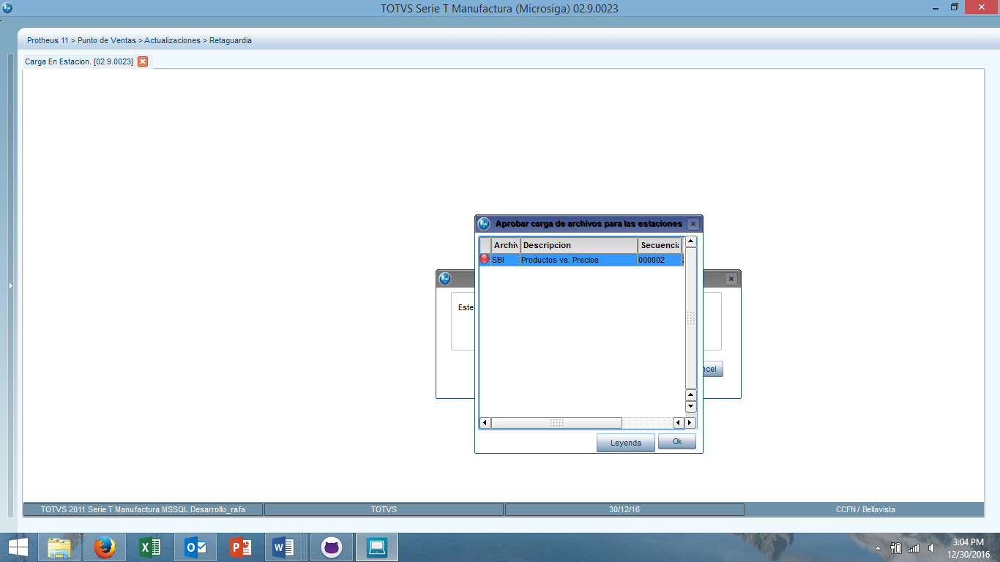 TOTVS Serie T Manufactura (Microsiga) 02.9.0023
Protheus 11 > Punto de Ventas > Actualizaciones > Retaguardia
Carga En Estacion. [02.9.0023]
Aprobar carga de archivos para las estaciones
Archiv Descripcion Secuencia
SBI Productos vs. Precios 000002
Este
ncel
Leyenda Ok
TOTVS 2011 Serie T Manufactura MSSQL Desarrollo_rafa TOTVS 30/12/16 CCFN / Bellavista
3:04 PM
12/30/2016